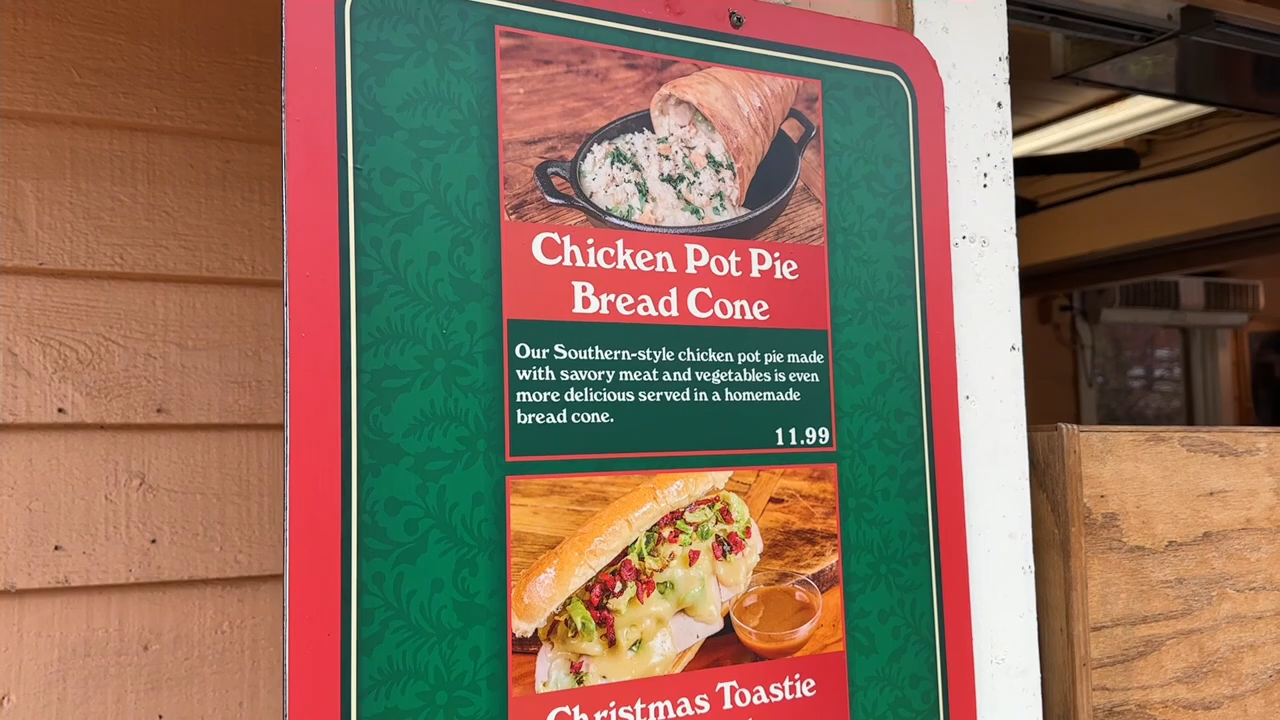 Chicken Pot Pie
Bread Cone
Our Southern-style chicken pot pie made
with savory meat and vegetables is even
more delicious served in a homemade
bread cone.
11.99
Christmas Toastie